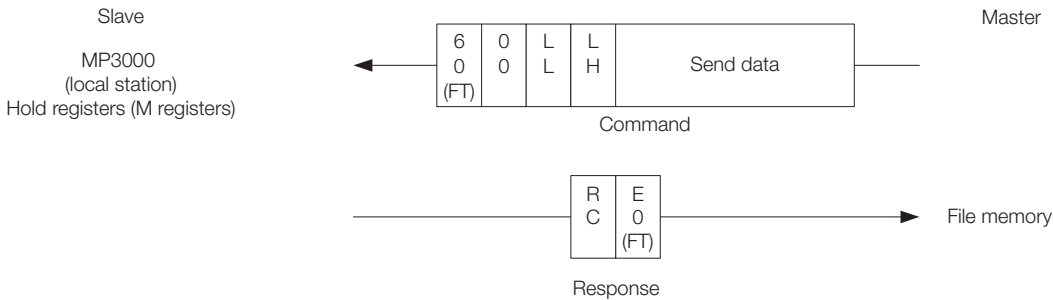 Slave
Master
MP3000
(local station)
Hold registers (M registers)
6 0 L L
0 0 L H
(FT)
Send data
Command
R E
C 0
(FT)
File memory
Response